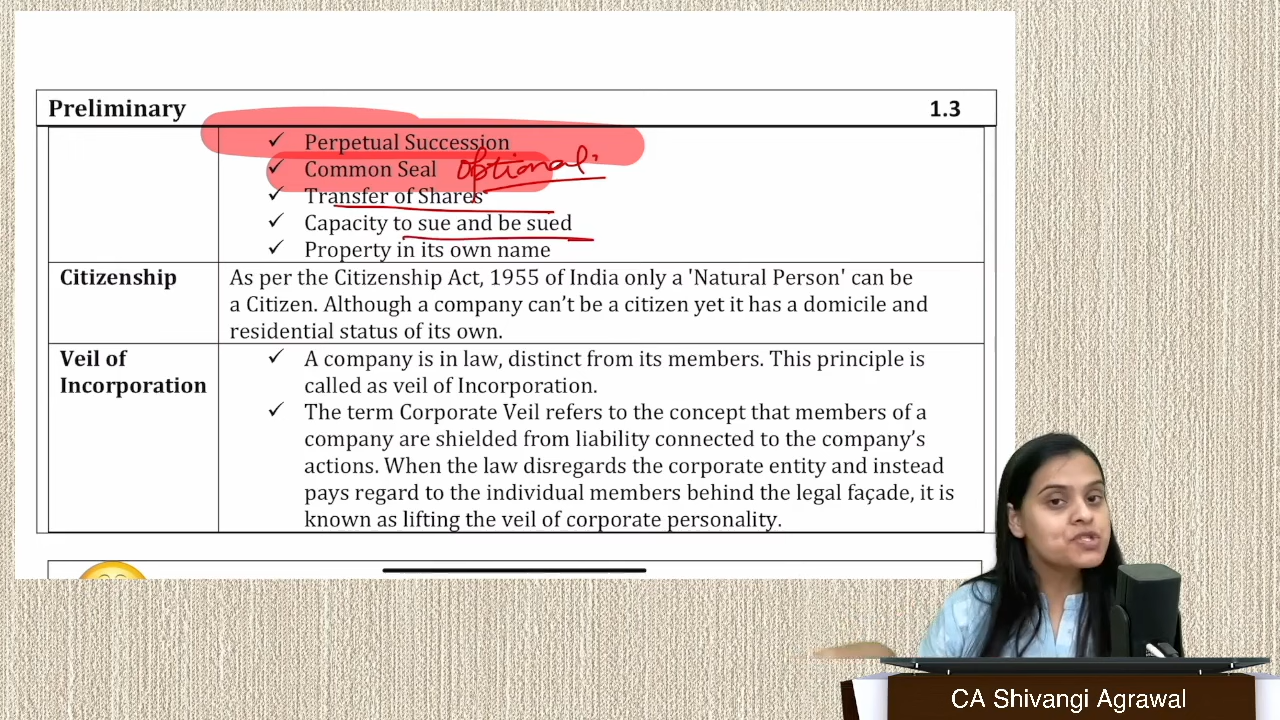 Preliminary 1.3
✓ Perpetual Succession
✓ Common Seal optional.
✓ Transfer of Shares
✓ Capacity to sue and be sued
✓ Property in its own name
Citizenship
As per the Citizenship Act, 1955 of India only a 'Natural Person' can be
a Citizen. Although a company can’t be a citizen yet it has a domicile and
residential status of its own.
Veil of
Incorporation
✓ A company is in law, distinct from its members. This principle is
called as veil of Incorporation.
✓ The term Corporate Veil refers to the concept that members of a
company are shielded from liability connected to the company’s
actions. When the law disregards the corporate entity and instead
pays regard to the individual members behind the legal façade, it is
known as lifting the veil of corporate personality.
CA Shivangi Agrawal